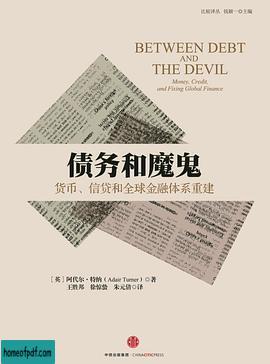 比较译丛 钱颖一 主编
BETWEEN DEBT
AND
THE DEVIL
Money, Credit,
and Fixing Global Finance
债务和魔鬼
货币、信贷和全球金融体系重建
[英]阿代尔·特纳(Adair Turner)著
王胜邦 徐惊蛰 朱元倩 译
中信出版集团 CHINACITICPRESS
homeofpdf.com